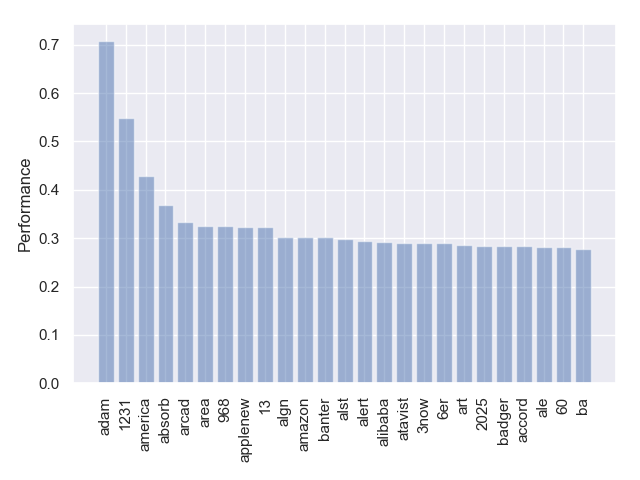 0.7
0.6
0.5
0.4
0.3
0.2
0.1
0.0
Performance
adam
1231
america
absorb
arcad
area
968
applenew
13
algn
amazon
banter
alst
alert
alibaba
atavist
3now
6er
art
2025
badger
accord
ale
60
ba